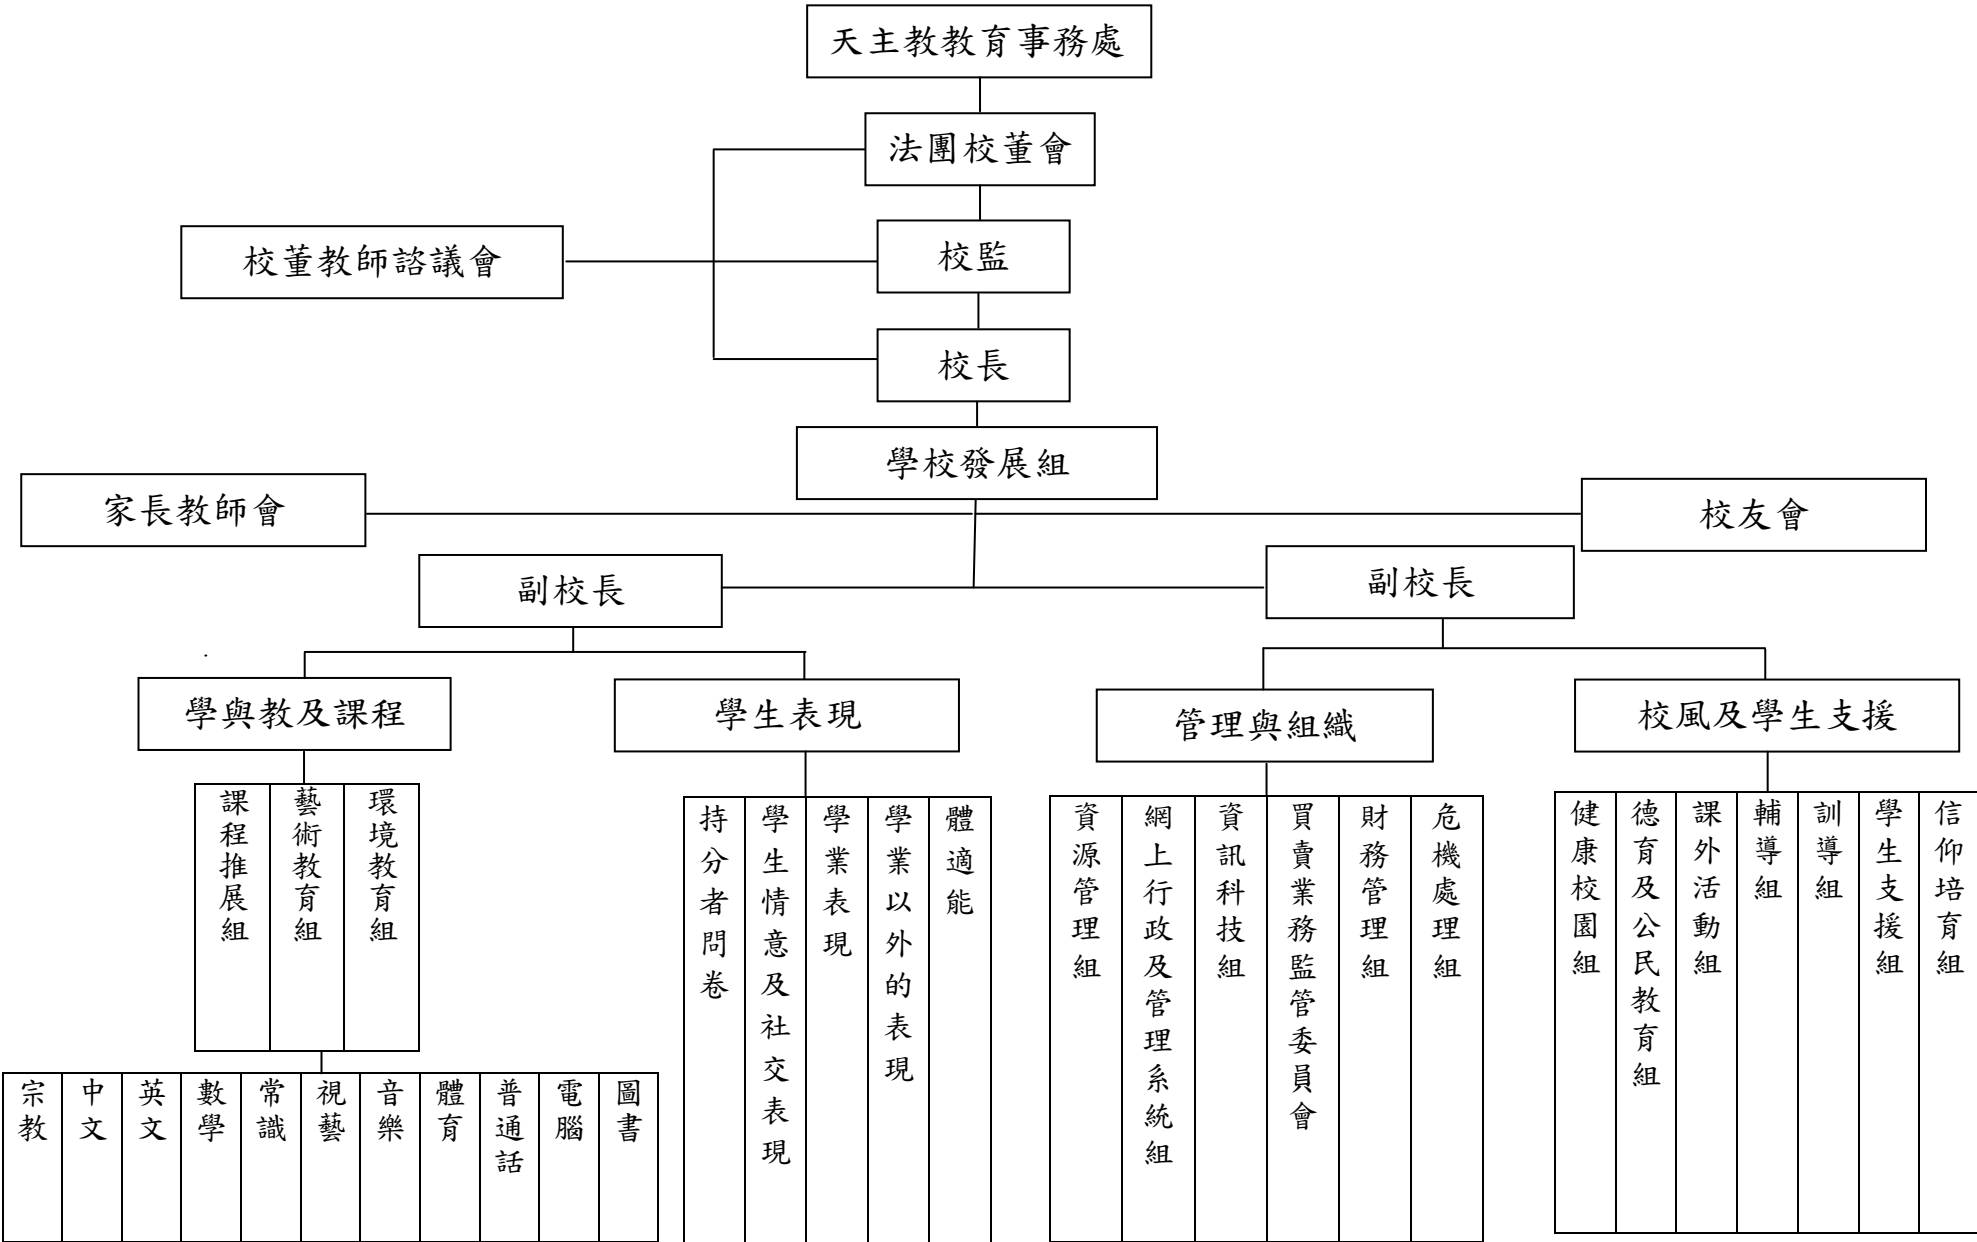 天主教教育事務處
法團校董會
校監
校董教師諮議會
校長
學校發展組
家長教師會
校友會
副校長
副校長
學與教及課程
學生表現
管理與組織
校風及學生支援
課程推展組
藝術教育組
環境教育組
持分者問卷
學生情意及社交表現
學業表現
學業以外的表現
體適能
資源管理組
網上行政及管理系統組
資訊科技組
買賣業務監管委員會
財務管理組
危機處理組
健康校園組
德育及公民教育組
課外活動組
輔導組
訓導組
學生支援組
信仰培育組
宗教
中文
英文
數學
常識
視藝
音樂
體育
普通話
電腦
圖書